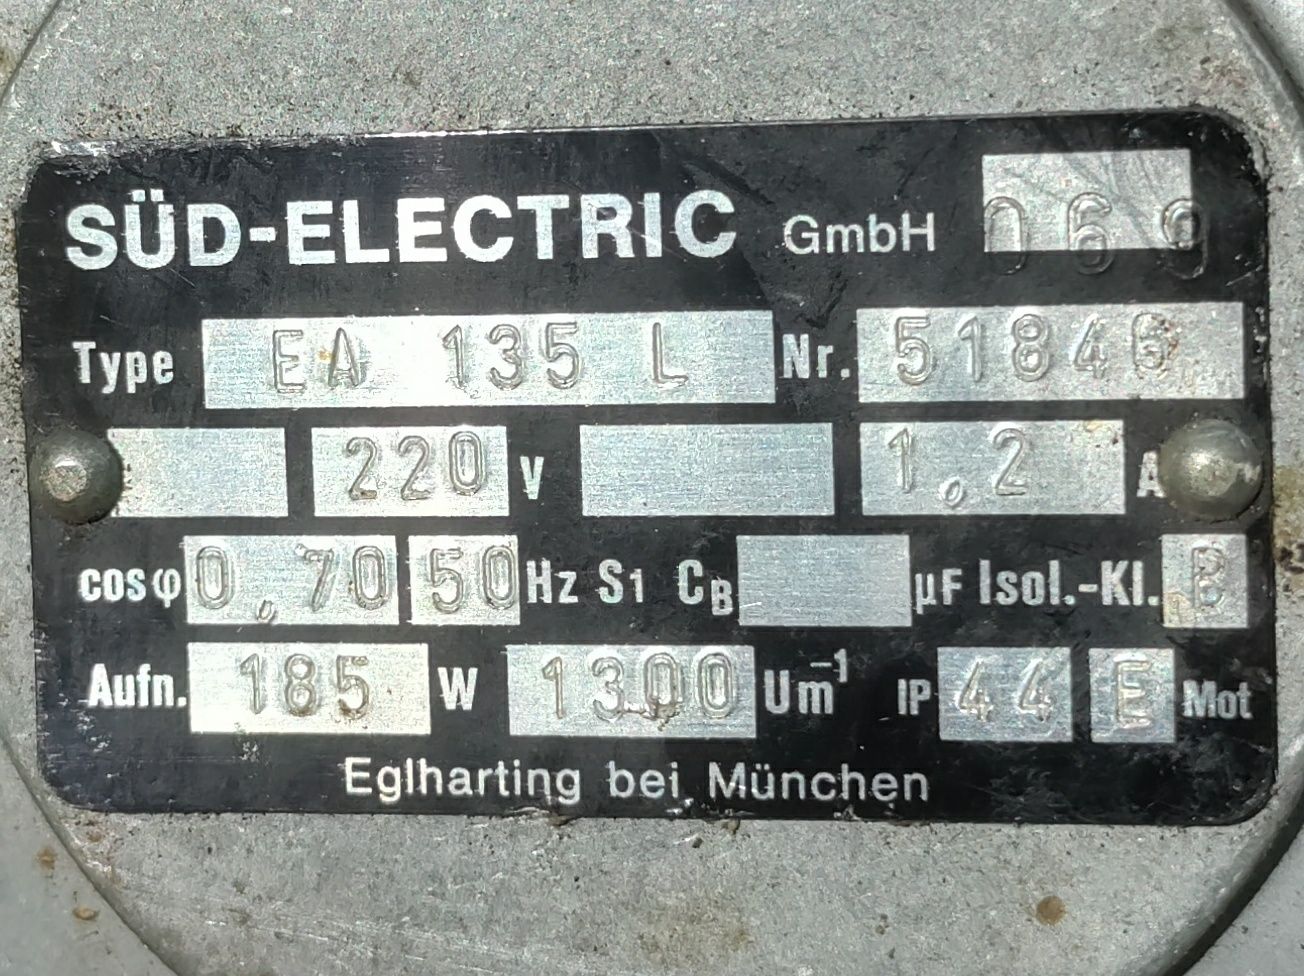 SÜD-ELECTRIC GmbH 069
Type EA 135 L Nr. 51846
220 V 1,2 A
cosφ 0,70 50 Hz S1 CB µF Isol.-Kl. B
Aufn. 185 W 1300 Um⁻¹ IP 44 E Mot
Eglharting bei München